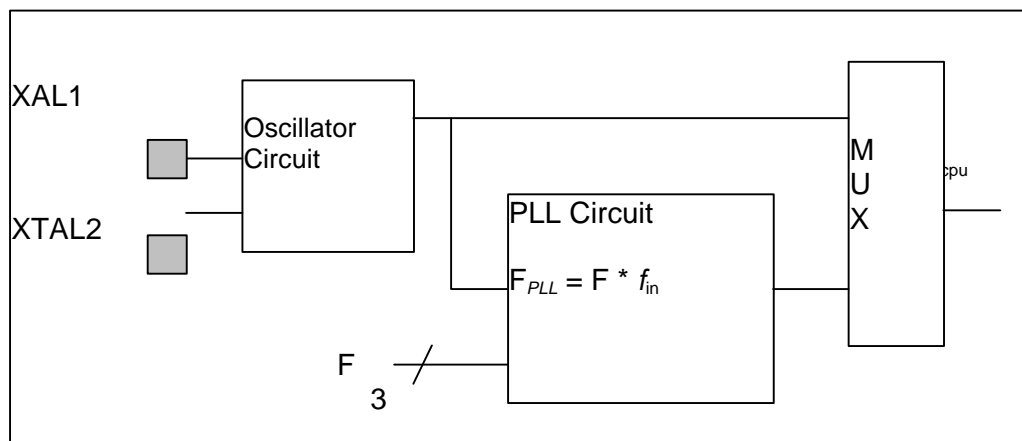 XAL1
Oscillator
Circuit
XTAL2
M
U
X
cpu
PLL Circuit
FPLL = F * fin
F
3